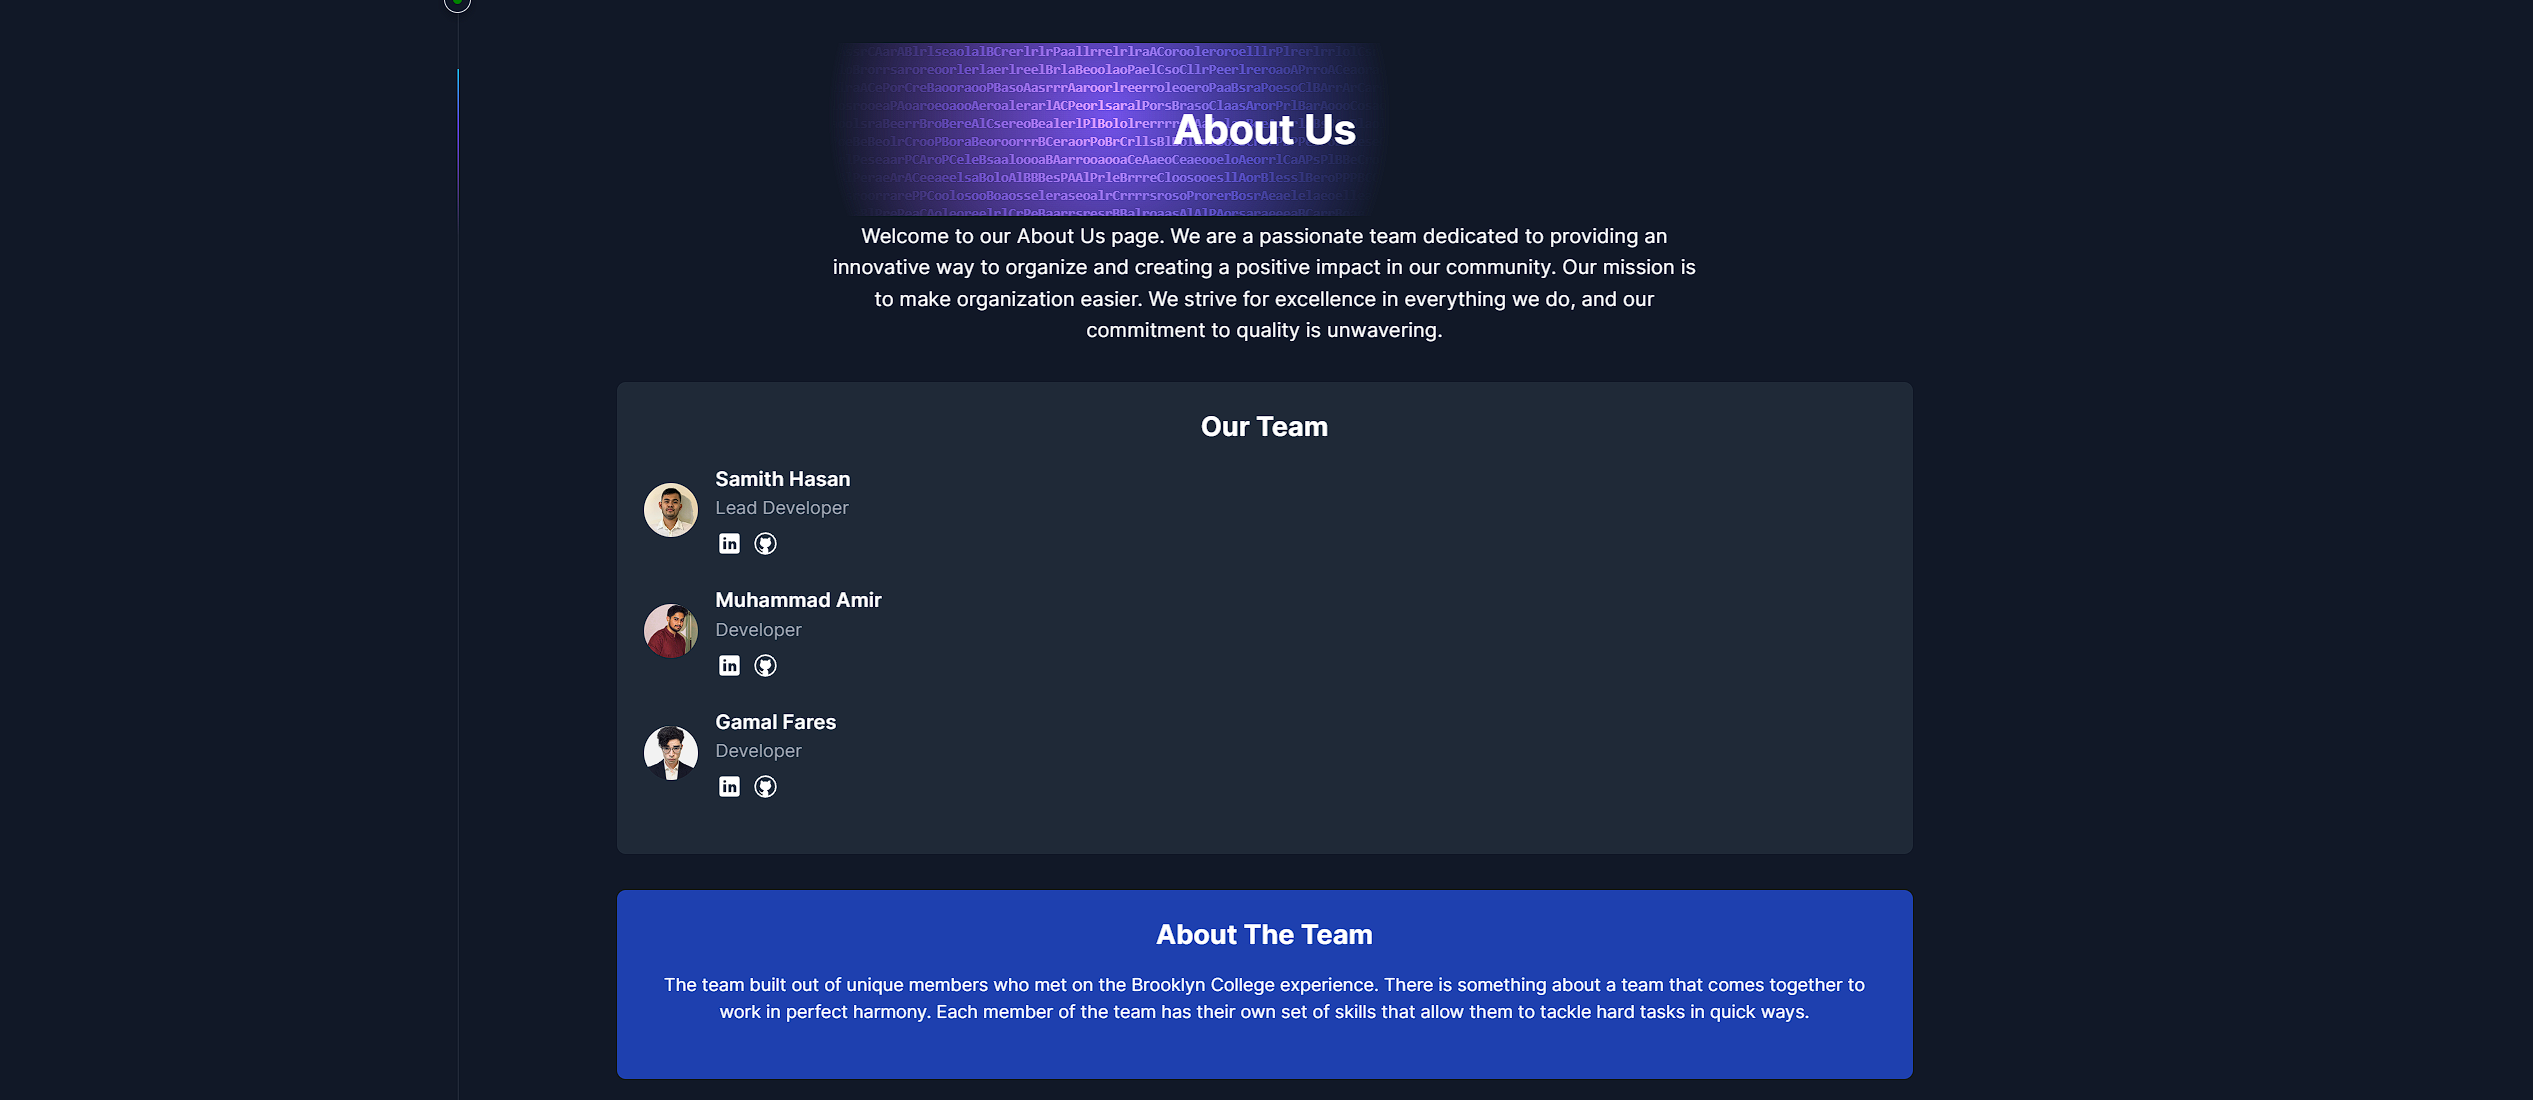 About Us
Welcome to our About Us page. We are a passionate team dedicated to providing an
innovative way to organize and creating a positive impact in our community. Our mission is
to make organization easier. We strive for excellence in everything we do, and our
commitment to quality is unwavering.
Our Team
Samith Hasan
Lead Developer
in
Muhammad Amir
Developer
in
Gamal Fares
Developer
in
About The Team
The team built out of unique members who met on the Brooklyn College experience. There is something about a team that comes together to
work in perfect harmony. Each member of the team has their own set of skills that allow them to tackle hard tasks in quick ways.